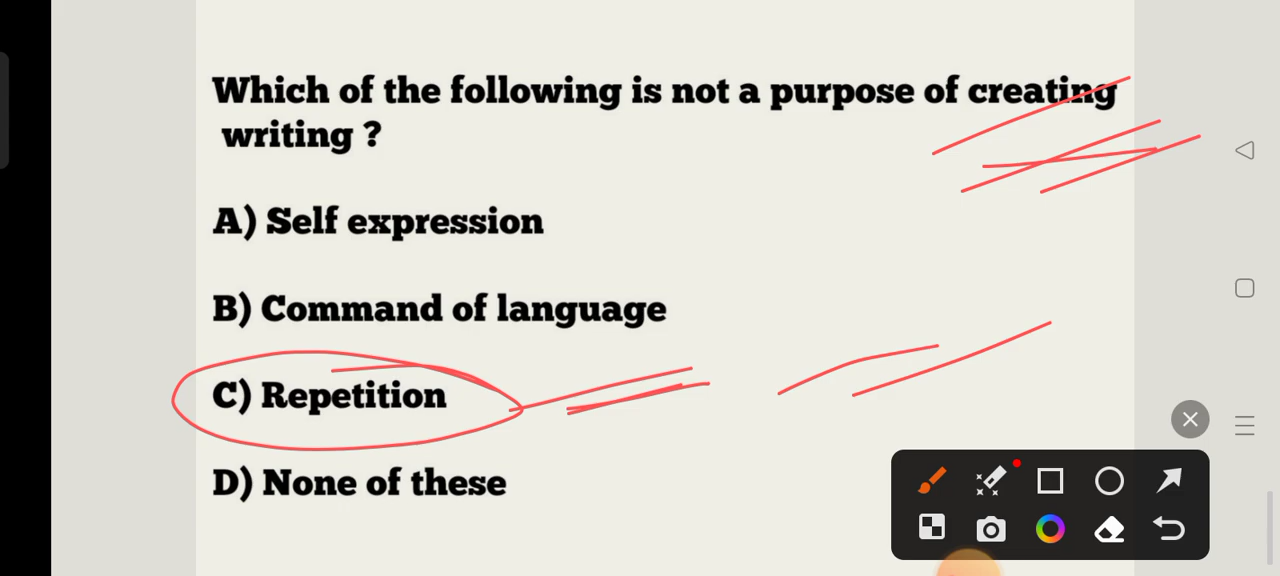 Which of the following is not a purpose of creating
writing ?
A) Self expression
B) Command of language
C) Repetition
D) None of these